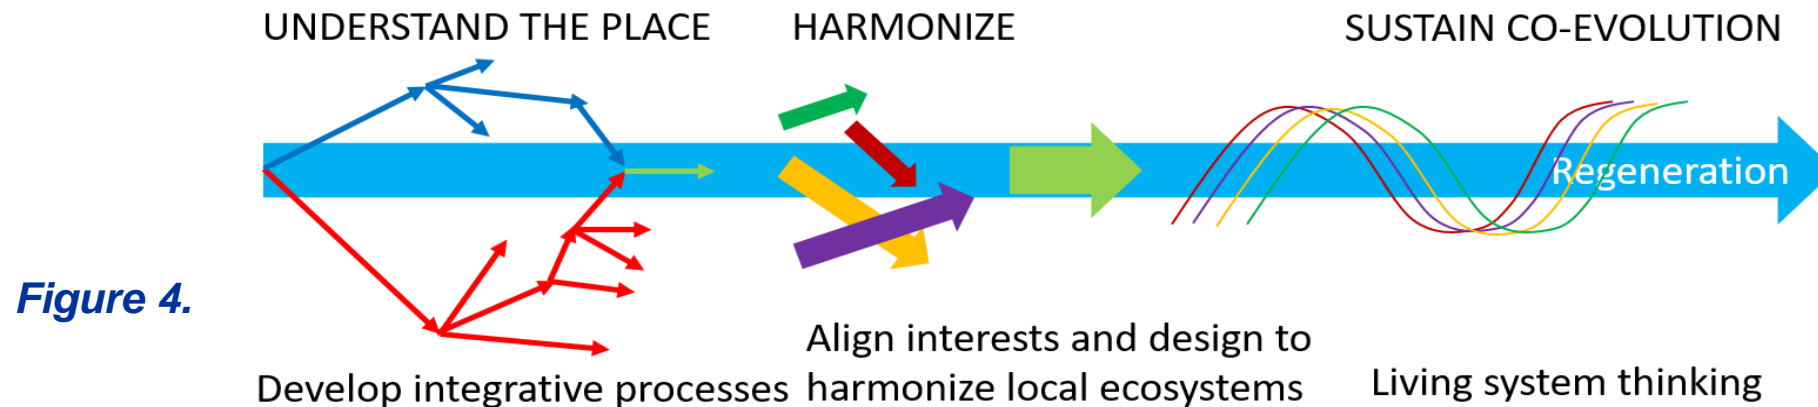 UNDERSTAND THE PLACE
HARMONIZE
SUSTAIN CO-EVOLUTION
Regeneration
Figure 4.
Develop integrative processes
Align interests and design to
harmonize local ecosystems
Living system thinking